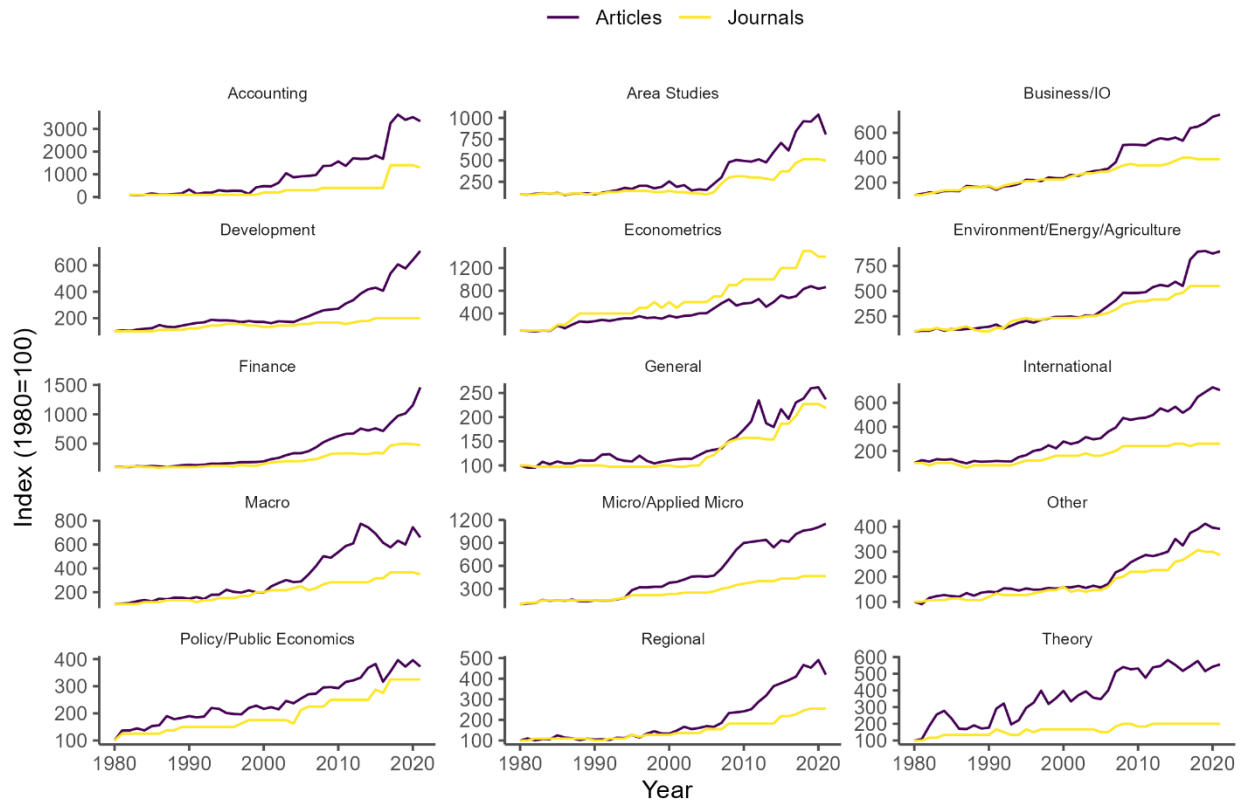 Articles Journals
Accounting
3000
2000
1000
0
Area Studies
1000
750
500
250
Business/IO
600
400
200
Development
600
400
200
Econometrics
1200
800
400
Environment/Energy/Agriculture
750
500
250
Finance
1500
1000
500
General
250
200
150
100
International
600
400
200
Macro
800
600
400
200
Micro/Applied Micro
1200
900
600
300
Other
400
300
200
100
Policy/Public Economics
400
300
200
100
Regional
500
400
300
200
100
Theory
600
500
400
300
200
100
1980 1990 2000 2010 2020
1980 1990 2000 2010 2020
1980 1990 2000 2010 2020
Index (1980=100)
Year